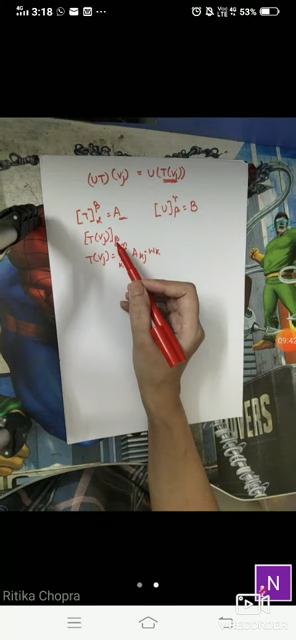 3:18
4G
53%
(UT)(vj) = U(T(vj))
[T]αβ = A [U]βγ = B
[T(vj)]β
T(vj) = Akj wk
VERS
09:42
Ritika Chopra
N
V RECORDER